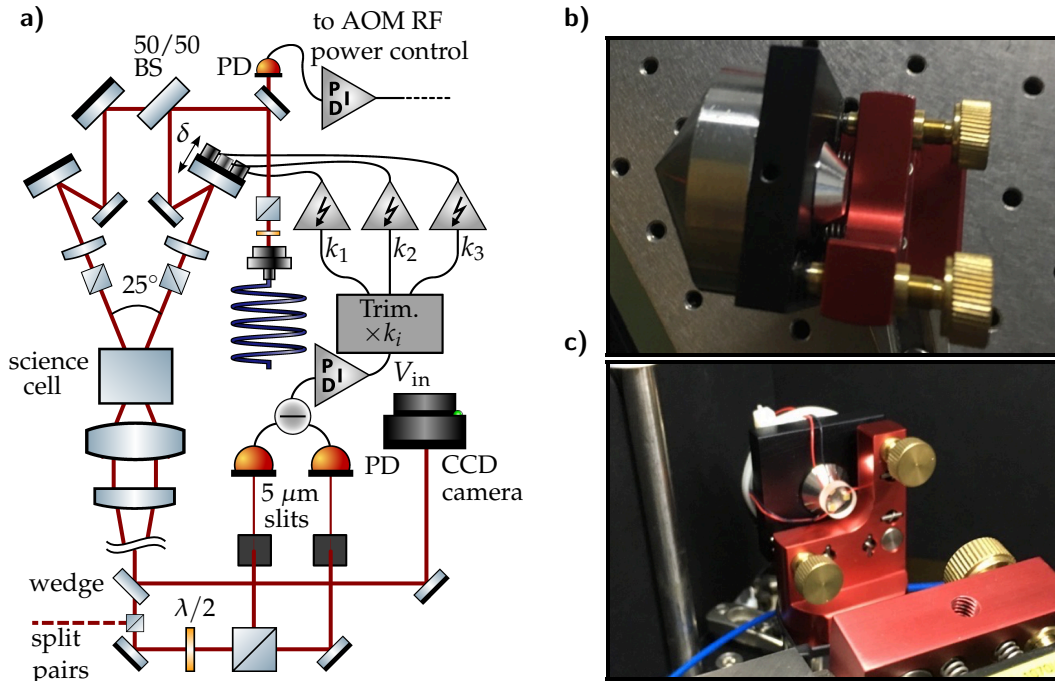 a)
50/50
BS
PD
to AOM RF
power control
P I
D
δ
k1
k2
k3
25°
Trim.
×ki
science
cell
P I
D
Vin
PD
5 μm
slits
CCD
camera
wedge
λ/2
split
pairs
b)
c)